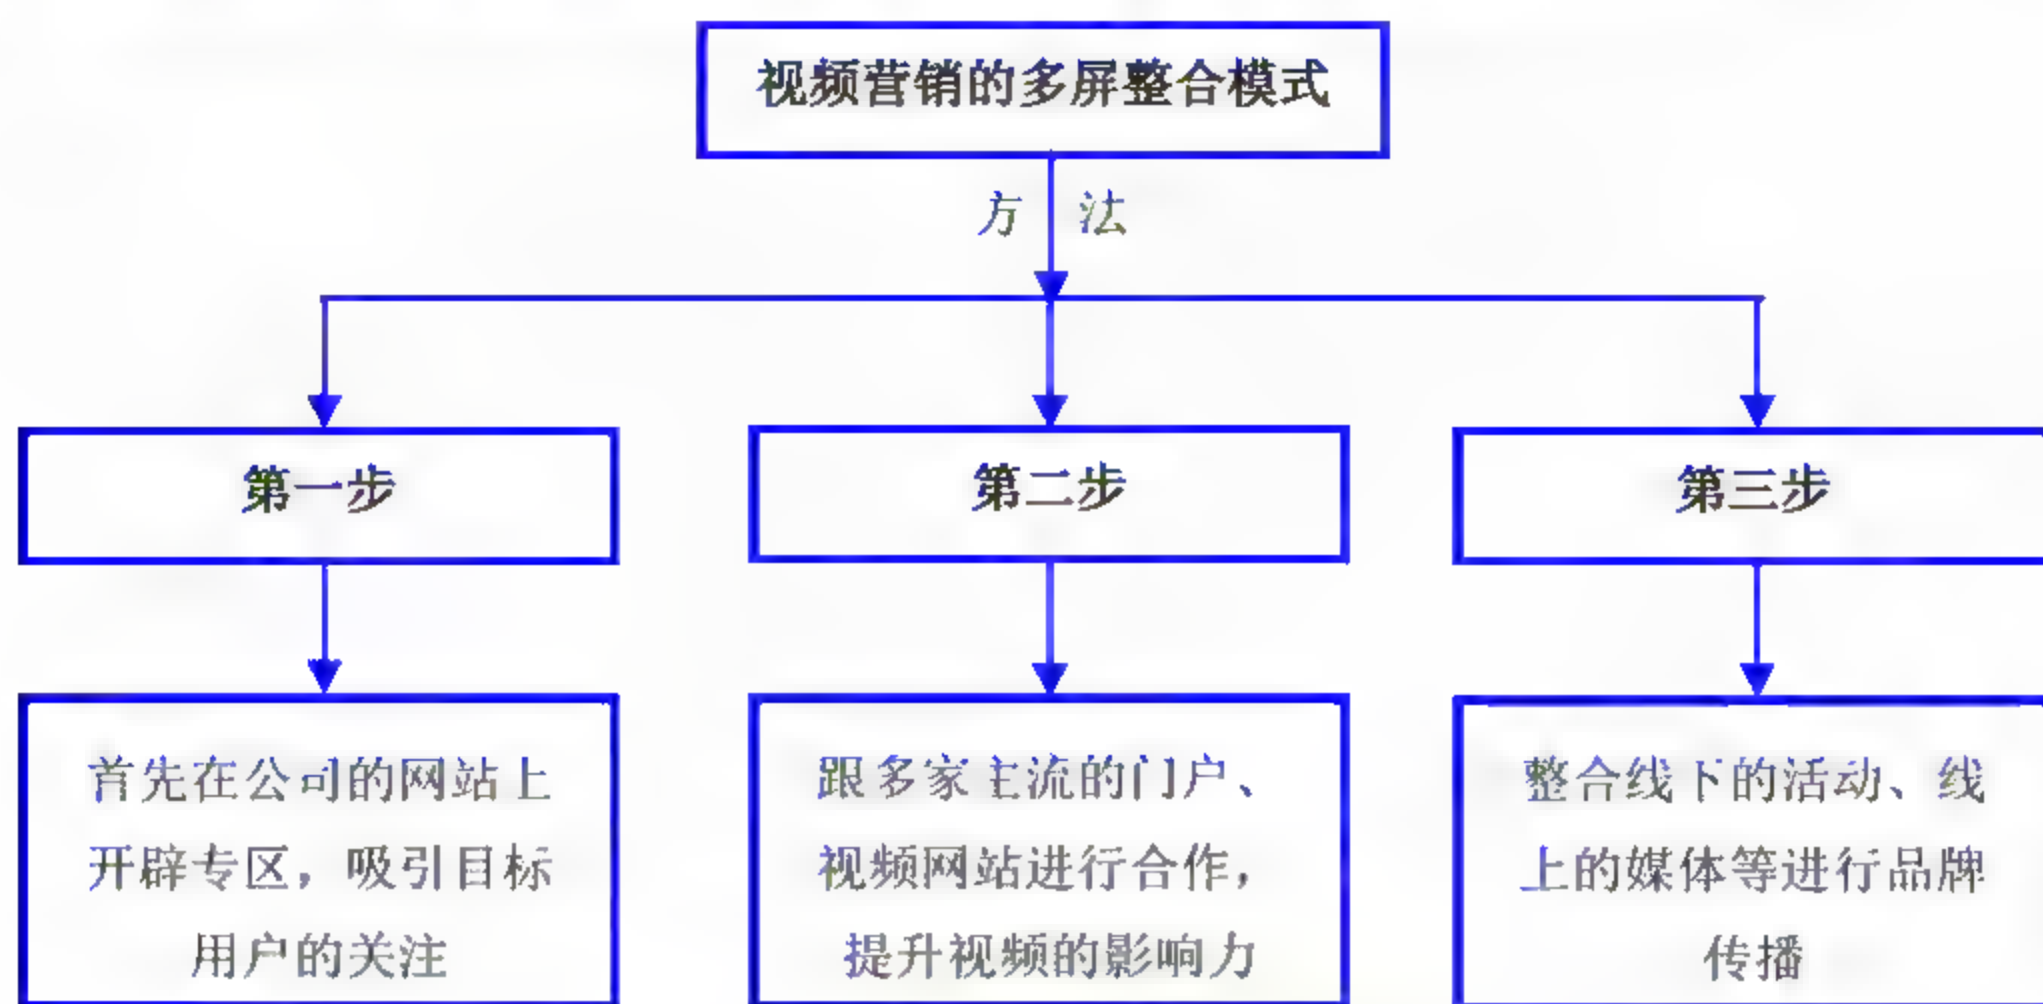 视频营销的多屏整合模式
方法
第一步
第二步
第三步
首先在公司的网站上
开辟专区，吸引目标
用户的关注
跟多家主流的门户、
视频网站进行合作，
提升视频的影响力
整合线下的活动、线
上的媒体等进行品牌
传播